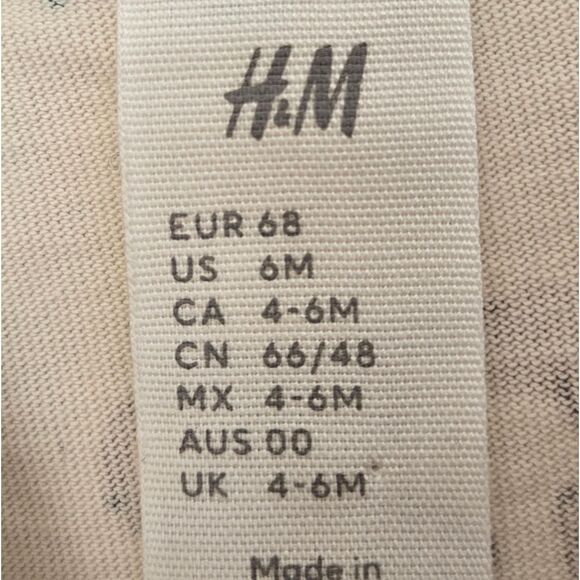 H&M
EUR 68
US 6M
CA 4-6M
CN 66/48
MX 4-6M
AUS 00
UK 4-6M
Made in